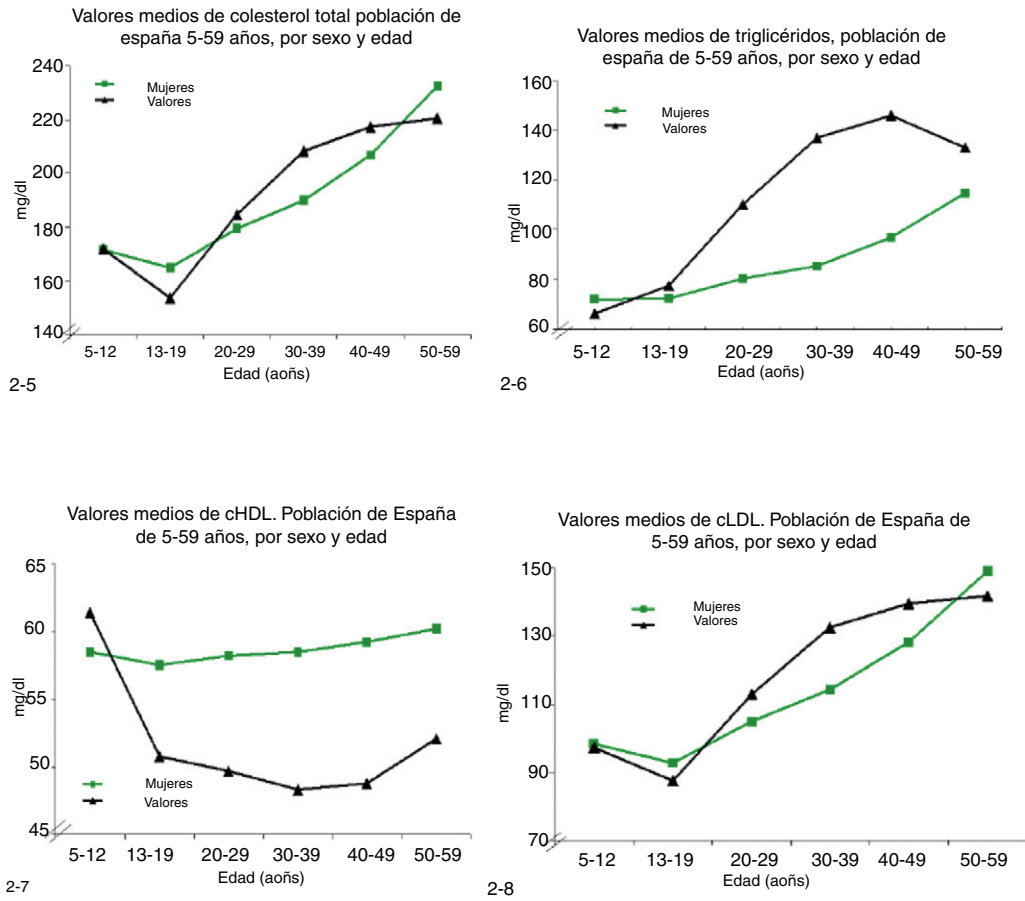 Valores medios de colesterol total población de
españa 5-59 años, por sexo y edad
240
220
200
180
160
140
mg/dl
Mujeres
Valores
5-12 13-19 20-29 30-39 40-49 50-59
Edad (aoñs)
2-5
Valores medios de triglicéridos, población de
españa de 5-59 años, por sexo y edad
160
140
120
100
80
60
mg/dl
Mujeres
Valores
5-12 13-19 20-29 30-39 40-49 50-59
Edad (aoñs)
2-6
Valores medios de cHDL. Población de España
de 5-59 años, por sexo y edad
65
60
55
50
45
mg/dl
Mujeres
Valores
5-12 13-19 20-29 30-39 40-49 50-59
Edad (aoñs)
2-7
Valores medios de cLDL. Población de España de
5-59 años, por sexo y edad
150
130
110
90
70
mg/dl
Mujeres
Valores
5-12 13-19 20-29 30-39 40-49 50-59
Edad (aoñs)
2-8